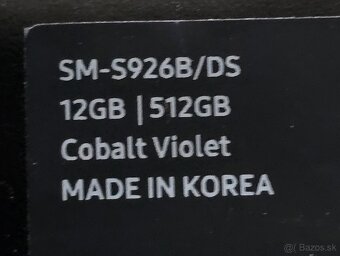 SM-S926B/DS
12GB | 512GB
Cobalt Violet
MADE IN KOREA
Bazos.sk